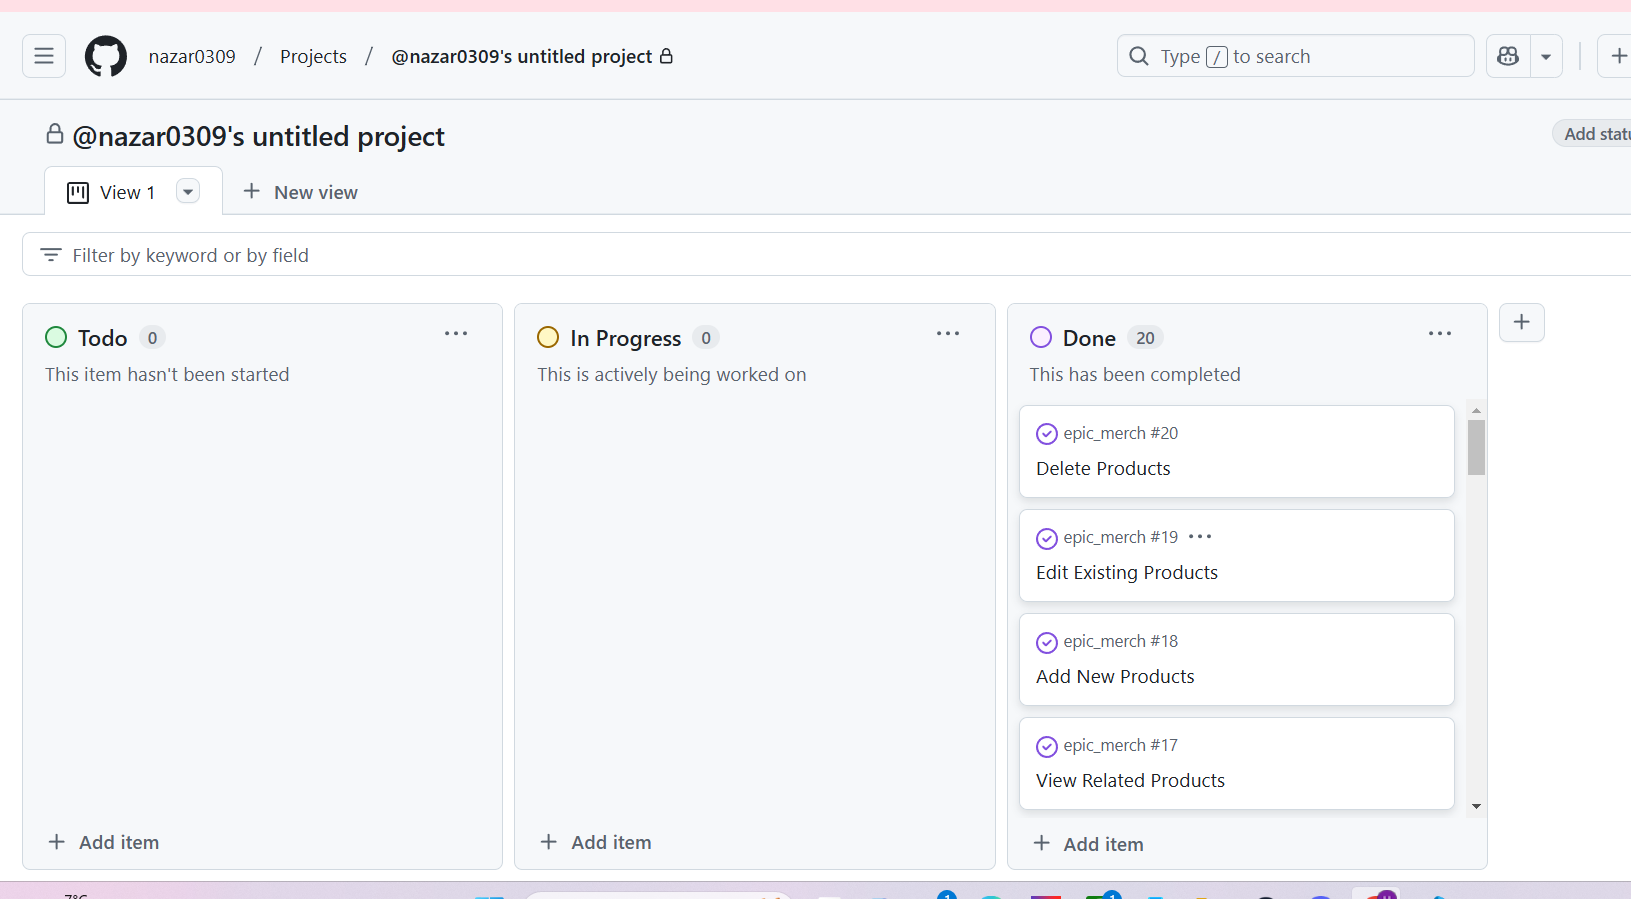 nazar0309 / Projects / @nazar0309's untitled project
Type / to search
@nazar0309's untitled project
Add statu
View 1
New view
Filter by keyword or by field
Todo 0
This item hasn't been started
Add item
In Progress 0
This is actively being worked on
Add item
Done 20
This has been completed
epic_merch #20
Delete Products
epic_merch #19
Edit Existing Products
epic_merch #18
Add New Products
epic_merch #17
View Related Products
Add item